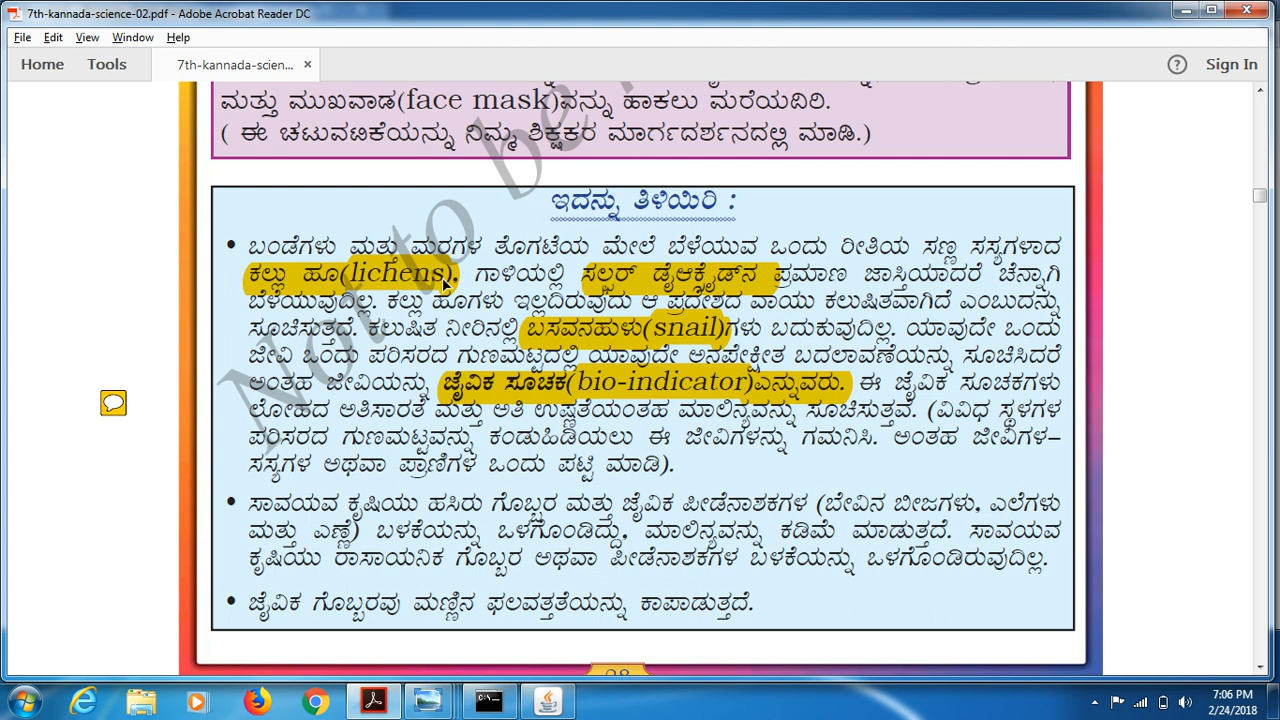 7th-kannada-science-02.pdf - Adobe Acrobat Reader DC
File Edit View Window Help
Home Tools 7th-kannada-scien... × Sign In
ಮತ್ತು ಮುಖವಾಡ(face mask)ವನ್ನು ಹಾಕಲು ಮರೆಯದಿರಿ.
( ಈ ಚಟುವಟಿಕೆಯನ್ನು ನಿಮ್ಮ ಶಿಕ್ಷಕರ ಮಾರ್ಗದರ್ಶನದಲ್ಲಿ ಮಾಡಿ.)
ಇದನ್ನು ತಿಳಿಯಿರಿ :
• ಬಂಡೆಗಳು ಮತ್ತು ಮರಗಳ ತೊಗಟೆಯ ಮೇಲೆ ಬೆಳೆಯುವ ಒಂದು ರೀತಿಯ ಸಣ್ಣ ಸಸ್ಯಗಳಾದ
ಕಲ್ಲು ಹೂ(lichens), ಗಾಳಿಯಲ್ಲಿ ಸಲ್ಫರ್ ಡೈಆಕ್ಸೈಡ್‌ನ ಪ್ರಮಾಣ ಜಾಸ್ತಿಯಾದರೆ ಚೆನ್ನಾಗಿ
ಬೆಳೆಯುವುದಿಲ್ಲ. ಕಲ್ಲು ಹೂಗಳು ಇಲ್ಲದಿರುವುದು ಆ ಪ್ರದೇಶದ ವಾಯು ಕಲುಷಿತವಾಗಿದೆ ಎಂಬುದನ್ನು
ಸೂಚಿಸುತ್ತದೆ. ಕಲುಷಿತ ನೀರಿನಲ್ಲಿ ಬಸವನಹುಳು(snail)ಗಳು ಬದುಕುವುದಿಲ್ಲ. ಯಾವುದೇ ಒಂದು
ಜೀವಿ ಒಂದು ಪರಿಸರದ ಗುಣಮಟ್ಟದಲ್ಲಿ ಯಾವುದೇ ಅನಪೇಕ್ಷಿತ ಬದಲಾವಣೆಯನ್ನು ಸೂಚಿಸಿದರೆ
ಅಂತಹ ಜೀವಿಯನ್ನು ಜೈವಿಕ ಸೂಚಕ(bio-indicator)ಎನ್ನುವರು. ಈ ಜೈವಿಕ ಸೂಚಕಗಳು
ಲೋಹದ ಅತಿಸಾರತೆ ಮತ್ತು ಅತಿ ಉಷ್ಣತೆಯಂತಹ ಮಾಲಿನ್ಯವನ್ನು ಸೂಚಿಸುತ್ತವೆ. (ವಿವಿಧ ಸ್ಥಳಗಳ
ಪರಿಸರದ ಗುಣಮಟ್ಟವನ್ನು ಕಂಡುಹಿಡಿಯಲು ಈ ಜೀವಿಗಳನ್ನು ಗಮನಿಸಿ. ಅಂತಹ ಜೀವಿಗಳ–
ಸಸ್ಯಗಳ ಅಥವಾ ಪ್ರಾಣಿಗಳ ಒಂದು ಪಟ್ಟಿ ಮಾಡಿ).
• ಸಾವಯವ ಕೃಷಿಯು ಹಸಿರು ಗೊಬ್ಬರ ಮತ್ತು ಜೈವಿಕ ಪೀಡೆನಾಶಕಗಳ (ಬೇವಿನ ಬೀಜಗಳು, ಎಲೆಗಳು
ಮತ್ತು ಎಣ್ಣೆ) ಬಳಕೆಯನ್ನು ಒಳಗೊಂಡಿದ್ದು, ಮಾಲಿನ್ಯವನ್ನು ಕಡಿಮೆ ಮಾಡುತ್ತದೆ. ಸಾವಯವ
ಕೃಷಿಯು ರಾಸಾಯನಿಕ ಗೊಬ್ಬರ ಅಥವಾ ಪೀಡೆನಾಶಕಗಳ ಬಳಕೆಯನ್ನು ಒಳಗೊಂಡಿರುವುದಿಲ್ಲ.
• ಜೈವಿಕ ಗೊಬ್ಬರವು ಮಣ್ಣಿನ ಫಲವತ್ತತೆಯನ್ನು ಕಾಪಾಡುತ್ತದೆ.
Not to be
7:06 PM
2/24/2018